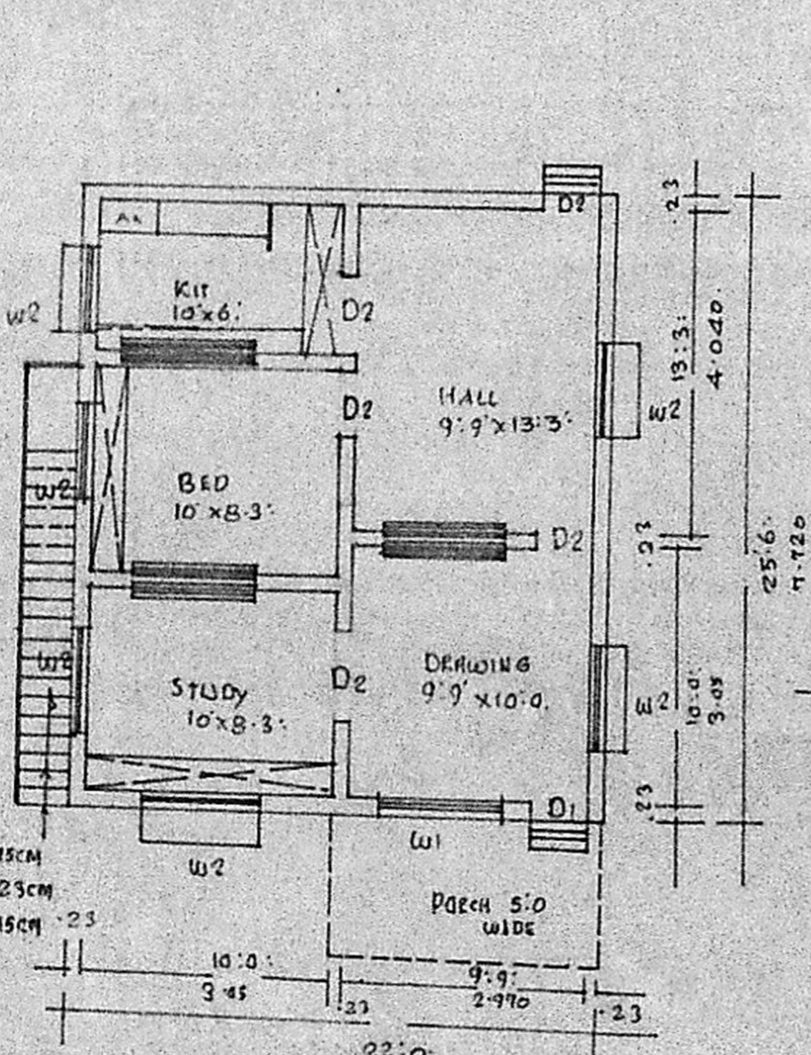 D2
.23
KIT
10'x6'
W2
D2
13'.3'
4.040
HALL
9'.9'x13'.3'
D2
W2
BED
10'x8.3'
W2
D2
.23
25'6'
7.720
DRAWING
9'.9'x10'.0
STUDY
10'x8.3'
W2
D2
W2
10'.0'
3.05
D1
.23
W1
W2
15CM
23CM
15CM
PORCH 5'.0
WIDE
.23
10'.0'
3.05
.23
9'.9'
2.970
.23
22'.0'